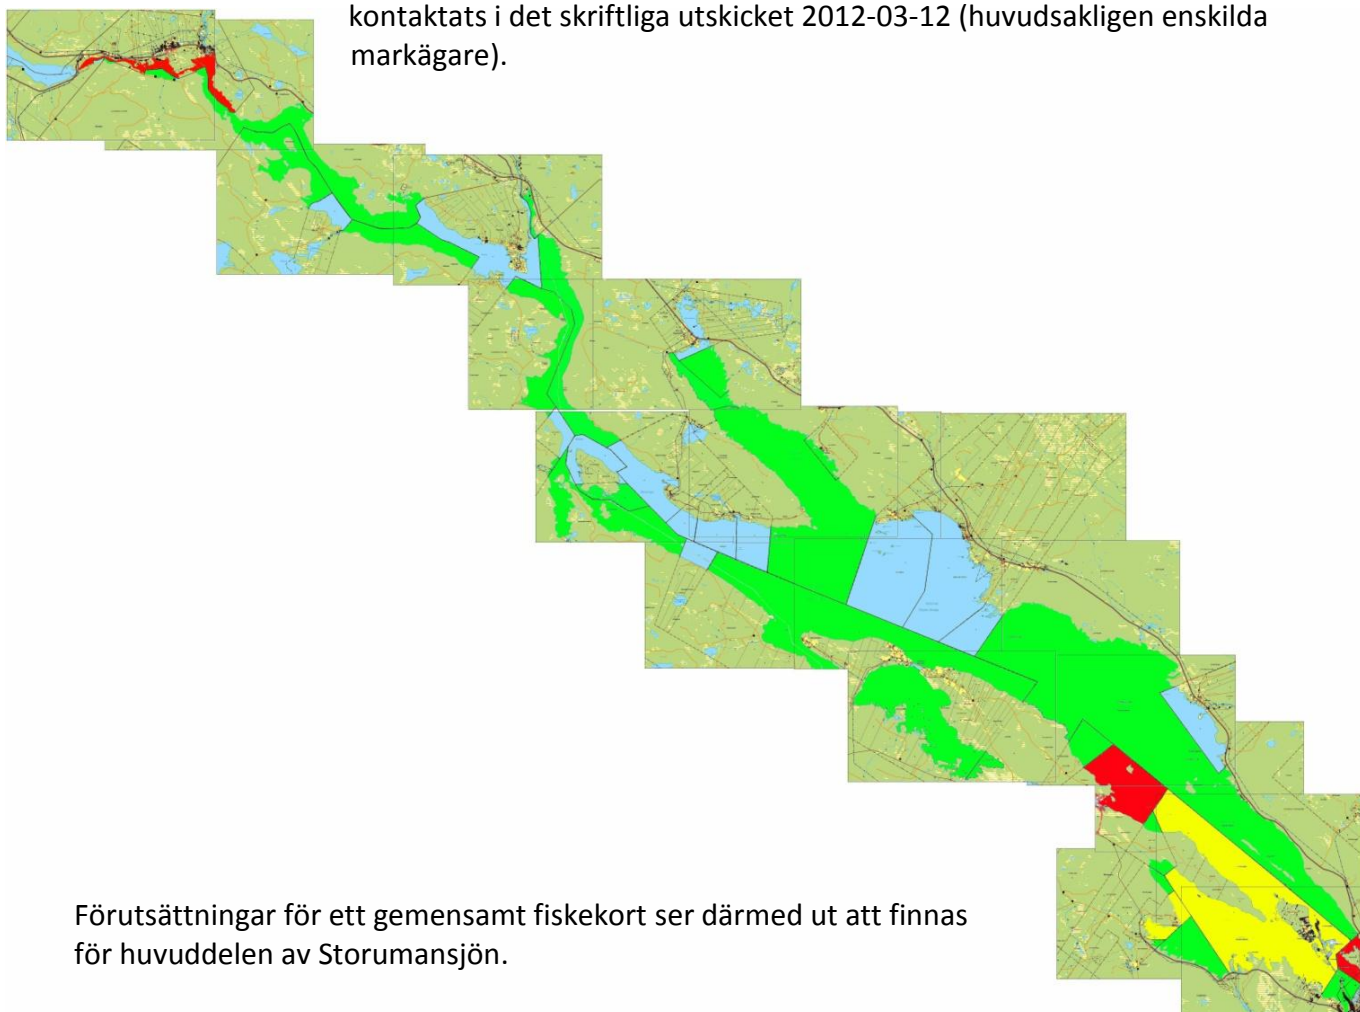 kontaktats i det skriftliga utskicket 2012-03-12 (huvudsakligen enskilda
markägare).
Förutsättningar för ett gemensamt fiskekort ser därmed ut att finnas
för huvuddelen av Storumansjön.